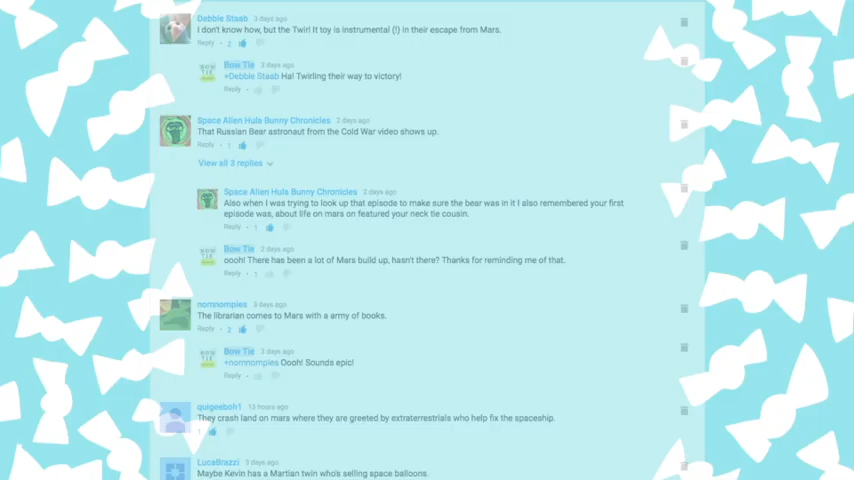 Debbie Staab 3 days ago
I don't know how, but the Twirl It toy is instrumental (!) in their escape from Mars.
Reply • 2
BOW TIE
Bow Tie 3 days ago
+Debbie Staab Ha! Twirling their way to victory!
Reply •
Space Alien Hula Bunny Chronicles 2 days ago
That Russian Bear astronaut from the Cold War video shows up.
Reply • 1
View all 3 replies
Space Alien Hula Bunny Chronicles 2 days ago
Also when I was trying to look up that episode to make sure the bear was in it I also remembered your first
episode was, about life on mars on featured your neck tie cousin.
Reply • 1
BOW TIE
Bow Tie 2 days ago
oooh! There has been a lot of Mars build up, hasn't there? Thanks for reminding me of that.
Reply • 1
nomnompies 3 days ago
The librarian comes to Mars with a army of books.
Reply • 2
BOW TIE
Bow Tie 3 days ago
+nomnompies Oooh! Sounds epic!
Reply •
quigeeboh1 13 hours ago
They crash land on mars where they are greeted by extraterrestrials who help fix the spaceship.
1
LucaBrazzi 3 days ago
Maybe Kevin has a Martian twin who's selling space balloons.